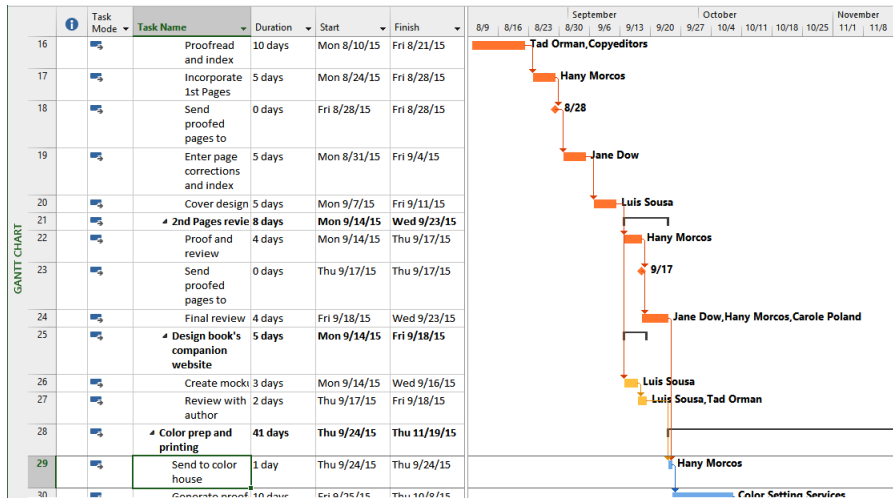 Task Mode Task Name Duration Start Finish
September October November
8/9 8/16 8/23 8/30 9/6 9/13 9/20 9/27 10/4 10/11 10/18 10/25 11/1 11/8
GANTT CHART
16 Proofread 10 days Mon 8/10/15 Fri 8/21/15 Tad Orman,Copyeditors
and index
17 Incorporate 5 days Mon 8/24/15 Fri 8/28/15 Hany Morcos
1st Pages
18 Send 0 days Fri 8/28/15 Fri 8/28/15 8/28
proofed
pages to
19 Enter page 5 days Mon 8/31/15 Fri 9/4/15 Jane Dow
corrections
and index
20 Cover design 5 days Mon 9/7/15 Fri 9/11/15 Luis Sousa
21 2nd Pages revie 8 days Mon 9/14/15 Wed 9/23/15
22 Proof and 4 days Mon 9/14/15 Thu 9/17/15 Hany Morcos
review
23 Send 0 days Thu 9/17/15 Thu 9/17/15 9/17
proofed
pages to
24 Final review 4 days Fri 9/18/15 Wed 9/23/15 Jane Dow,Hany Morcos,Carole Poland
25 Design book's 5 days Mon 9/14/15 Fri 9/18/15
companion
website
26 Create mocku 3 days Mon 9/14/15 Wed 9/16/15 Luis Sousa
27 Review with 2 days Thu 9/17/15 Fri 9/18/15 Luis Sousa,Tad Orman
author
28 Color prep and 41 days Thu 9/24/15 Thu 11/19/15
printing
29 Send to color 1 day Thu 9/24/15 Thu 9/24/15 Hany Morcos
house
30 Generate proof 10 days Fri 9/25/15 Thu 10/8/15 Color Setting Services